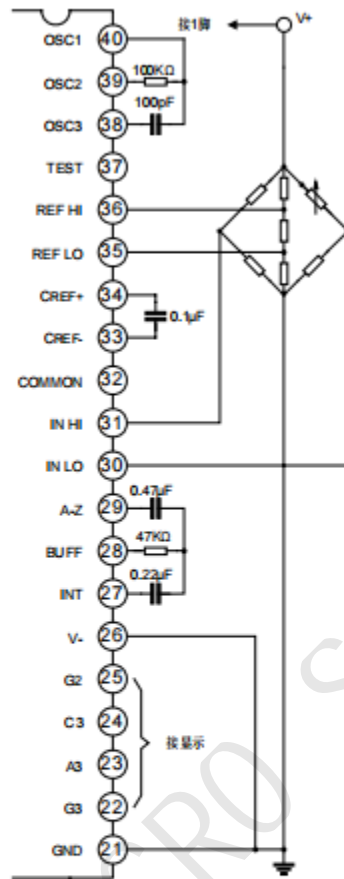 接1脚
V+
OSC1 40
OSC2 39 100KΩ
100pF
OSC3 38
TEST 37
REF HI 36
REF LO 35
CREF+ 34
0.1μF
CREF- 33
COMMON 32
IN HI 31
IN LO 30
0.47uF
A-Z 29
47KΩ
BUFF 28
0.22uF
INT 27
V- 26
G2 25
C3 24
接显示
A3 23
G3 22
GND 21